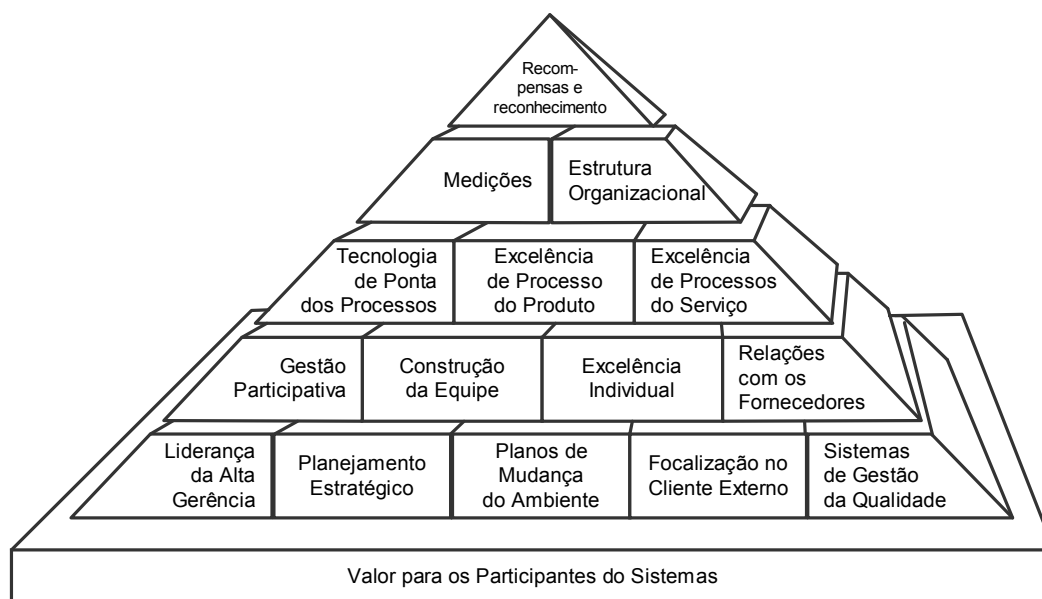 Recom-
pensas e
reconhecimento
Medições
Estrutura
Organizacional
Tecnologia
de Ponta
dos Processos
Excelência
de Processo
do Produto
Excelência
de Processos
do Serviço
Gestão
Participativa
Construção
da Equipe
Excelência
Individual
Relações
com os
Fornecedores
Liderança
da Alta
Gerência
Planejamento
Estratégico
Planos de
Mudança
do Ambiente
Focalização no
Cliente Externo
Sistemas
de Gestão
da Qualidade
Valor para os Participantes do Sistemas